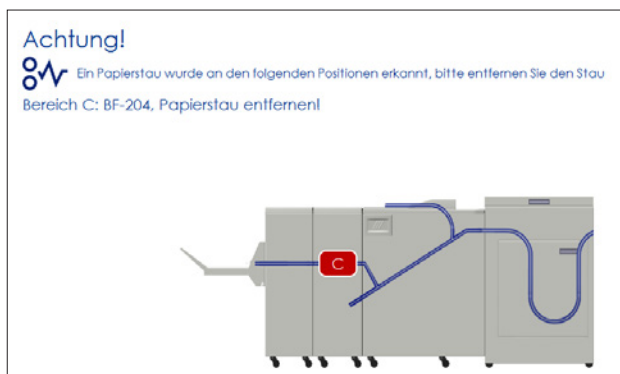 Achtung!
Ein Papierstau wurde an den folgenden Positionen erkannt, bitte entfernen Sie den Stau
Bereich C: BF-204, Papierstau entfernen!
C